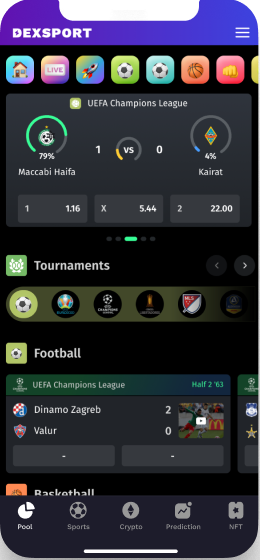 DEXSPORT
LIVE
UEFA Champions League
1 VS 0
79% 4%
Maccabi Haifa Kairat
1 1.16 X 5.44 2 22.00
Tournaments
MLS
Football
UEFA Champions League Half 2 '63
Dinamo Zagreb 2
Valur 0
- -
Basketball
Pool Sports Crypto Prediction NFT